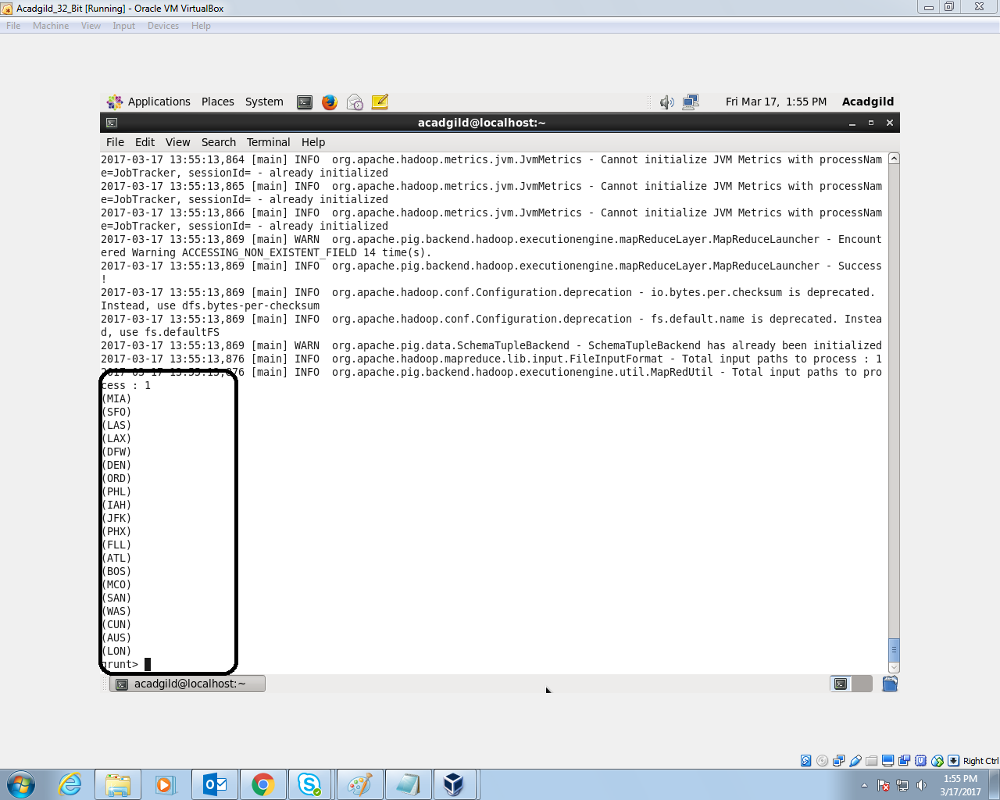 Acadgild_32_Bit [Running] - Oracle VM VirtualBox
File Machine View Input Devices Help
Applications Places System Fri Mar 17, 1:55 PM Acadgild
acadgild@localhost:~
File Edit View Search Terminal Help
2017-03-17 13:55:13,864 [main] INFO  org.apache.hadoop.metrics.jvm.JvmMetrics - Cannot initialize JVM Metrics with processNam
e=JobTracker, sessionId= - already initialized
2017-03-17 13:55:13,865 [main] INFO  org.apache.hadoop.metrics.jvm.JvmMetrics - Cannot initialize JVM Metrics with processNam
e=JobTracker, sessionId= - already initialized
2017-03-17 13:55:13,866 [main] INFO  org.apache.hadoop.metrics.jvm.JvmMetrics - Cannot initialize JVM Metrics with processNam
e=JobTracker, sessionId= - already initialized
2017-03-17 13:55:13,869 [main] WARN  org.apache.pig.backend.hadoop.executionengine.mapReduceLayer.MapReduceLauncher - Encount
ered Warning ACCESSING_NON_EXISTENT_FIELD 14 time(s).
2017-03-17 13:55:13,869 [main] INFO  org.apache.pig.backend.hadoop.executionengine.mapReduceLayer.MapReduceLauncher - Success
!
2017-03-17 13:55:13,869 [main] INFO  org.apache.hadoop.conf.Configuration.deprecation - io.bytes.per.checksum is deprecated.
Instead, use dfs.bytes-per-checksum
2017-03-17 13:55:13,869 [main] INFO  org.apache.hadoop.conf.Configuration.deprecation - fs.default.name is deprecated. Instea
d, use fs.defaultFS
2017-03-17 13:55:13,869 [main] WARN  org.apache.pig.data.SchemaTupleBackend - SchemaTupleBackend has already been initialized
2017-03-17 13:55:13,876 [main] INFO  org.apache.hadoop.mapreduce.lib.input.FileInputFormat - Total input paths to process : 1
2017-03-17 13:55:13,876 [main] INFO  org.apache.pig.backend.hadoop.executionengine.util.MapRedUtil - Total input paths to pro
cess : 1
(MIA)
(SFO)
(LAS)
(LAX)
(DFW)
(DEN)
(ORD)
(PHL)
(IAH)
(JFK)
(PHX)
(FLL)
(ATL)
(BOS)
(MCO)
(SAN)
(WAS)
(CUN)
(AUS)
(LON)
grunt>
acadgild@localhost:~
Right Ctrl
1:55 PM
3/17/2017